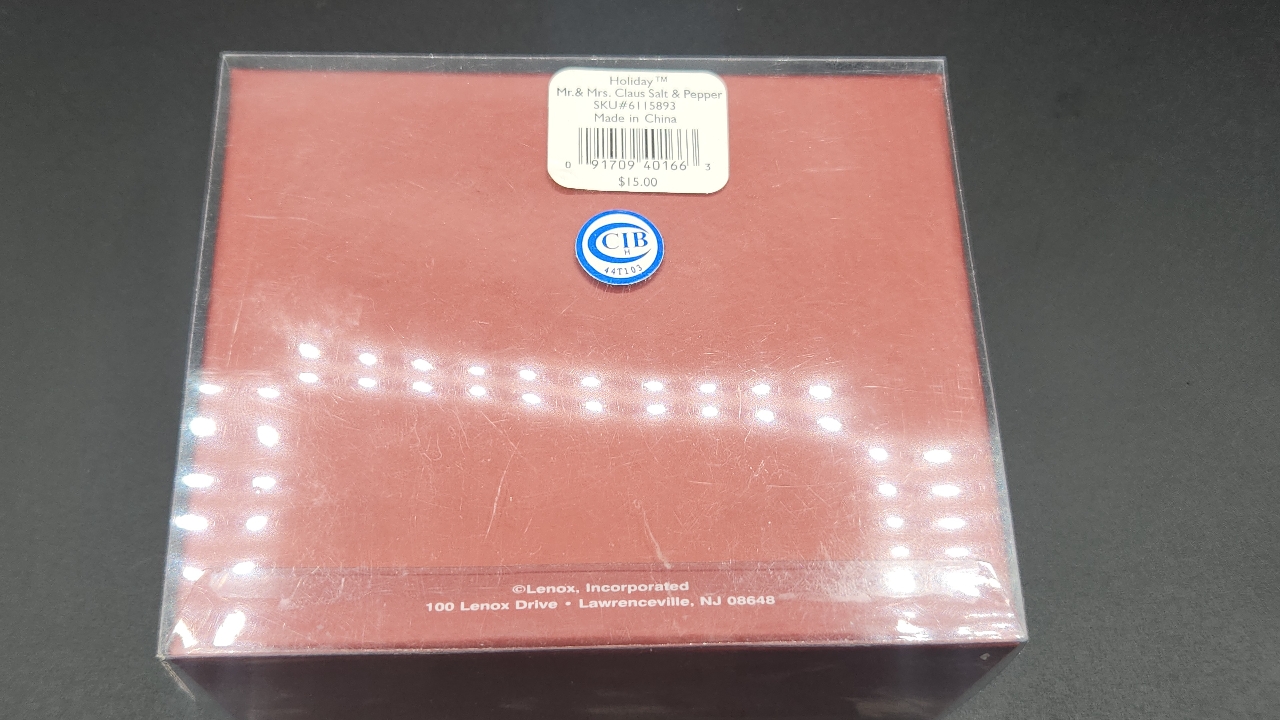 Holiday™
Mr.& Mrs. Claus Salt & Pepper
SKU#6115893
Made in China
0 91709 40166 3
$15.00
CCIB
H
44T103
©Lenox, Incorporated
100 Lenox Drive • Lawrenceville, NJ 08648